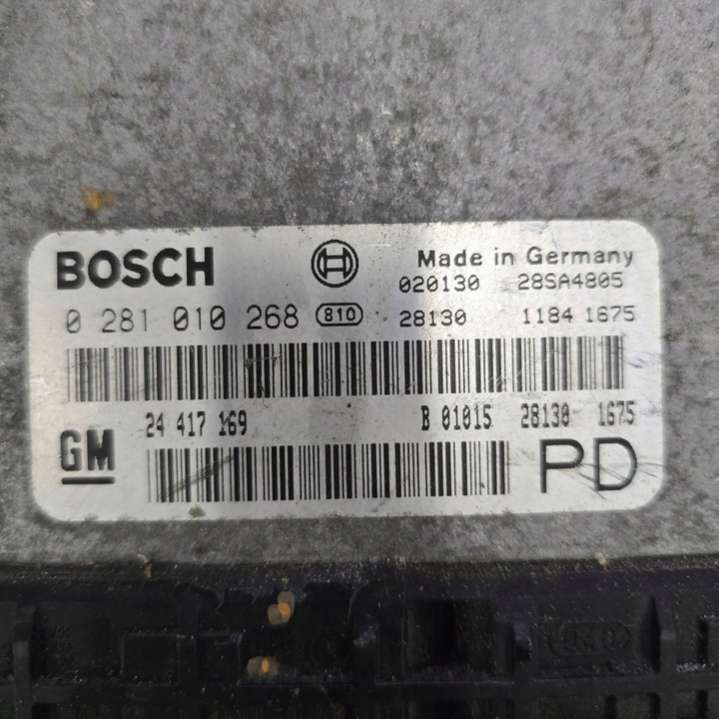 BOSCH
Made in Germany
020130 28SA4805
0 281 010 268 810 28130 1184 1675
24 417 169 B 01015 28130 1675
GM PD
040